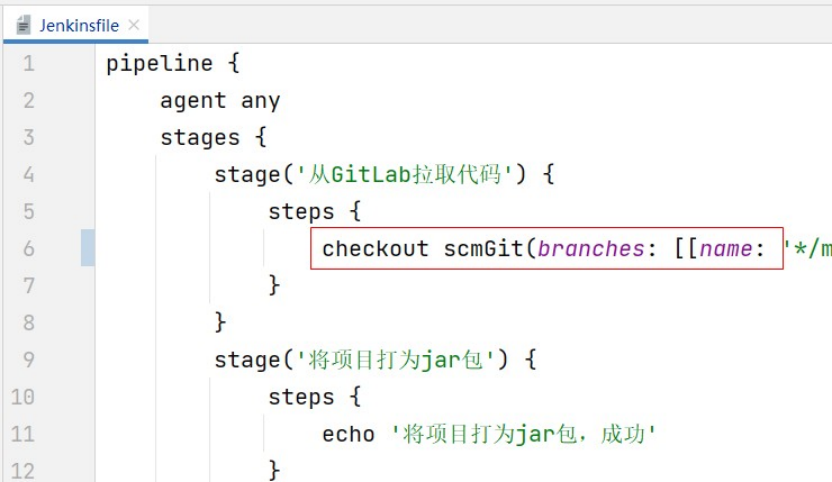 Jenkinsfile
1 pipeline {
2 agent any
3 stages {
4 stage('从GitLab拉取代码') {
5 steps {
6 checkout scmGit(branches: [[name: '*/m
7 }
8 }
9 stage('将项目打为jar包') {
10 steps {
11 echo '将项目打为jar包，成功'
12 }